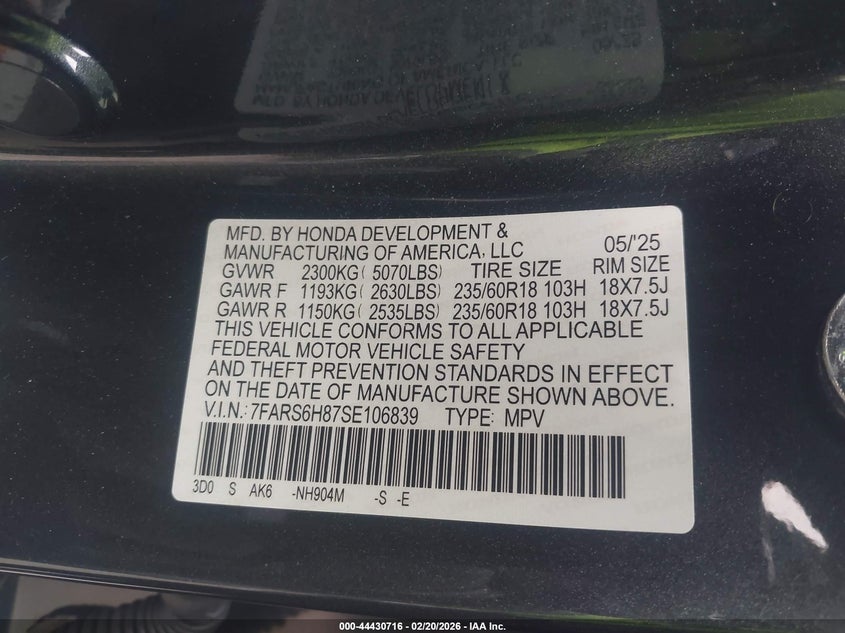 MFD. BY HONDA DEVELOPMENT &
MANUFACTURING OF AMERICA, LLC 05/'25
GVWR 2300KG( 5070LBS) TIRE SIZE RIM SIZE
GAWR F 1193KG( 2630LBS) 235/60R18 103H 18X7.5J
GAWR R 1150KG( 2535LBS) 235/60R18 103H 18X7.5J
THIS VEHICLE CONFORMS TO ALL APPLICABLE
FEDERAL MOTOR VEHICLE SAFETY
AND THEFT PREVENTION STANDARDS IN EFFECT
ON THE DATE OF MANUFACTURE SHOWN ABOVE.
V.I.N.: 7FARS6H87SE106839 TYPE: MPV
3D0 S AK6 -NH904M -S -E
000-44430716 - 02/20/2026 - IAA Inc.